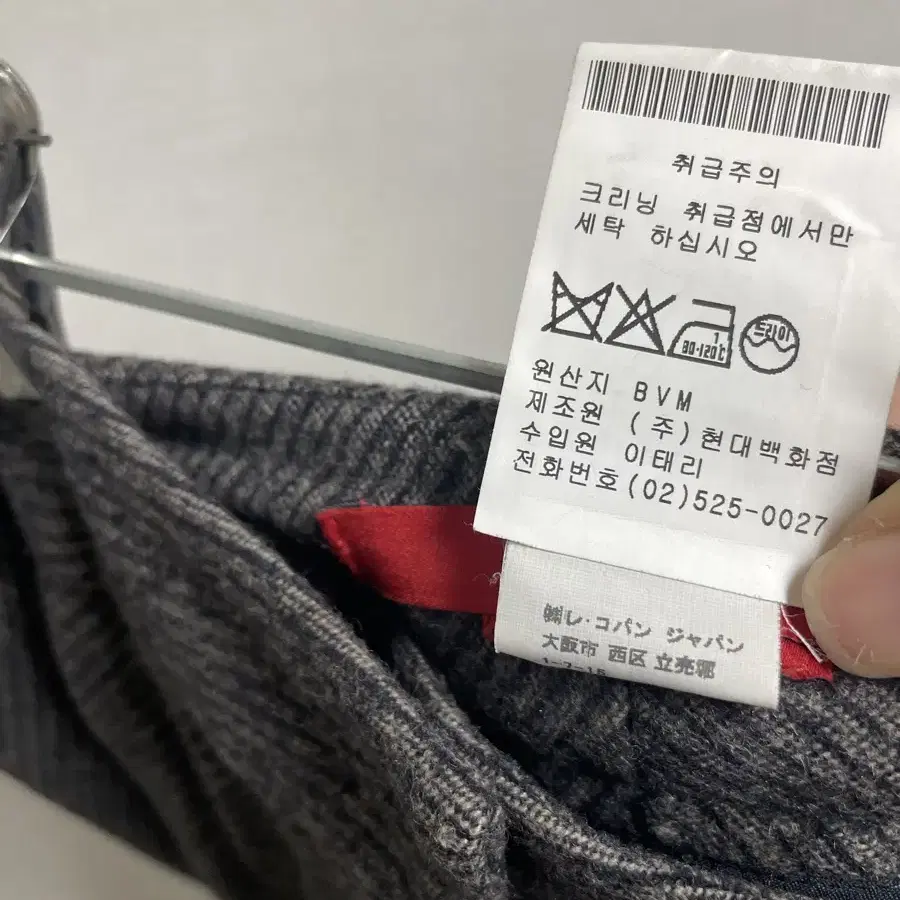 취급주의
크리닝 취급점에서만
세탁 하십시오
80-120℃
드라이
원산지 BVM
제조원 (주)현대백화점
수입원 이태리
전화번호(02)525-0027
㈱レ・コパン ジャパン
大阪市 西区 立売堀
1-2-15